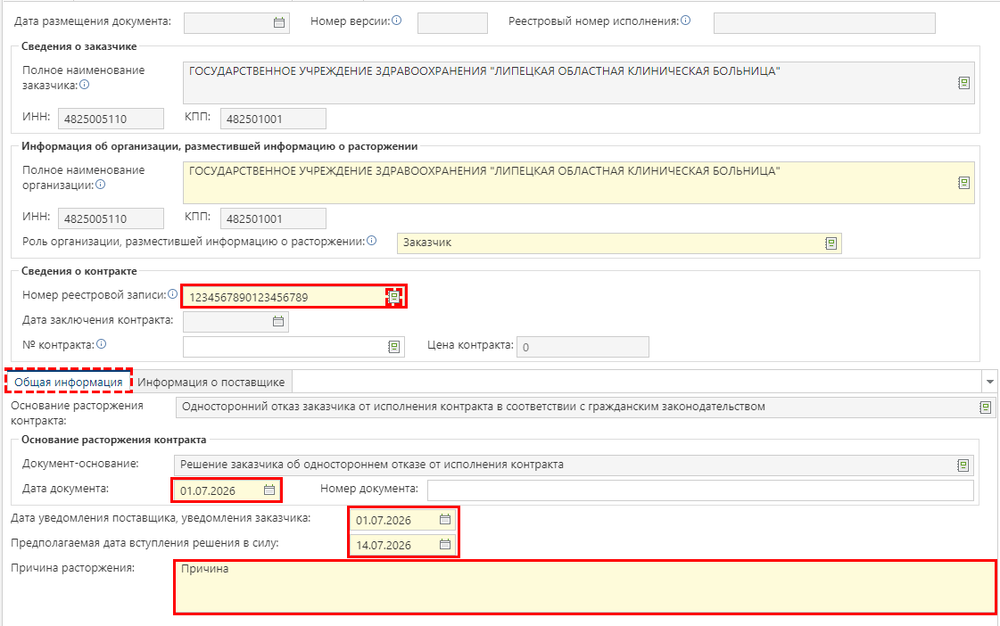 Дата размещения документа: Номер версии: Реестровый номер исполнения:
Сведения о заказчике
Полное наименование заказчика: ГОСУДАРСТВЕННОЕ УЧРЕЖДЕНИЕ ЗДРАВООХРАНЕНИЯ "ЛИПЕЦКАЯ ОБЛАСТНАЯ КЛИНИЧЕСКАЯ БОЛЬНИЦА"
ИНН: 4825005110 КПП: 482501001
Информация об организации, разместившей информацию о расторжении
Полное наименование организации: ГОСУДАРСТВЕННОЕ УЧРЕЖДЕНИЕ ЗДРАВООХРАНЕНИЯ "ЛИПЕЦКАЯ ОБЛАСТНАЯ КЛИНИЧЕСКАЯ БОЛЬНИЦА"
ИНН: 4825005110 КПП: 482501001
Роль организации, разместившей информацию о расторжении: Заказчик
Сведения о контракте
Номер реестровой записи: 1234567890123456789
Дата заключения контракта:
№ контракта: Цена контракта: 0
Общая информация Информация о поставщике
Основание расторжения контракта: Односторонний отказ заказчика от исполнения контракта в соответствии с гражданским законодательством
Основание расторжения контракта
Документ-основание: Решение заказчика об одностороннем отказе от исполнения контракта
Дата документа: 01.07.2026 Номер документа:
Дата уведомления поставщика, уведомления заказчика: 01.07.2026
Предполагаемая дата вступления решения в силу: 14.07.2026
Причина расторжения: Причина